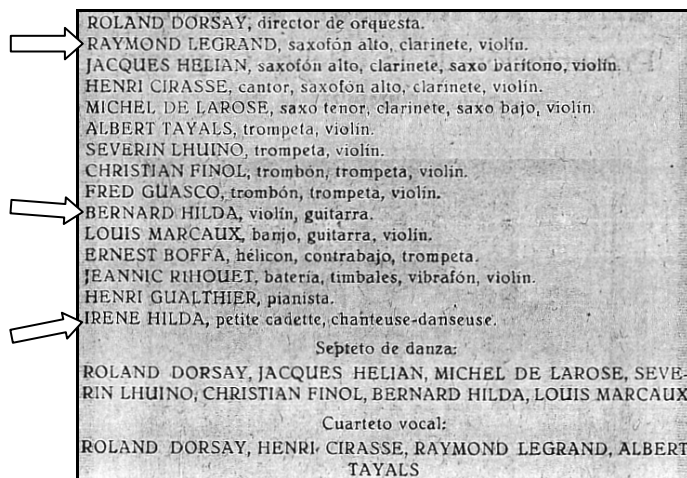 ROLAND DORSAY, director de orquesta.
RAYMOND LEGRAND, saxofón alto, clarinete, violín.
JACQUES HELIAN, saxofón alto, clarinete, saxo barítono, violín.
HENRI CIRASSE, cantor, saxofón alto, clarinete, violín.
MICHEL DE LAROSE, saxo tenor, clarinete, saxo bajo, violín.
ALBERT TAYALS, trompeta, violín.
SEVERIN LHUINO, trompeta, violín.
CHRISTIAN FINOL, trombón, trompeta, violín.
FRED GUASCO, trombón, trompeta, violín.
BERNARD HILDA, violín, guitarra.
LOUIS MARCAUX, banjo, guitarra, violín.
ERNEST BOFFA, hélicon, contrabajo, trompeta.
JEANNIC RIHOUET, batería, timbales, vibrafón, violín.
HENRI GUALTHIER, pianista.
IRENE HILDA, petite cadette, chanteuse-danseuse.
Septeto de danza:
ROLAND DORSAY, JACQUES HELIAN, MICHEL DE LAROSE, SEVE-
RIN LHUINO, CHRISTIAN FINOL, BERNARD HILDA, LOUIS MARCAUX
Cuarteto vocal:
ROLAND DORSAY, HENRI CIRASSE, RAYMOND LEGRAND, ALBERT
TAYALS